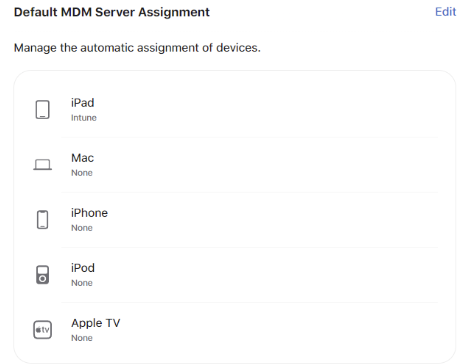 Default MDM Server Assignment
Edit
Manage the automatic assignment of devices.
iPad
Intune
Mac
None
iPhone
None
iPod
None
tv
Apple TV
None